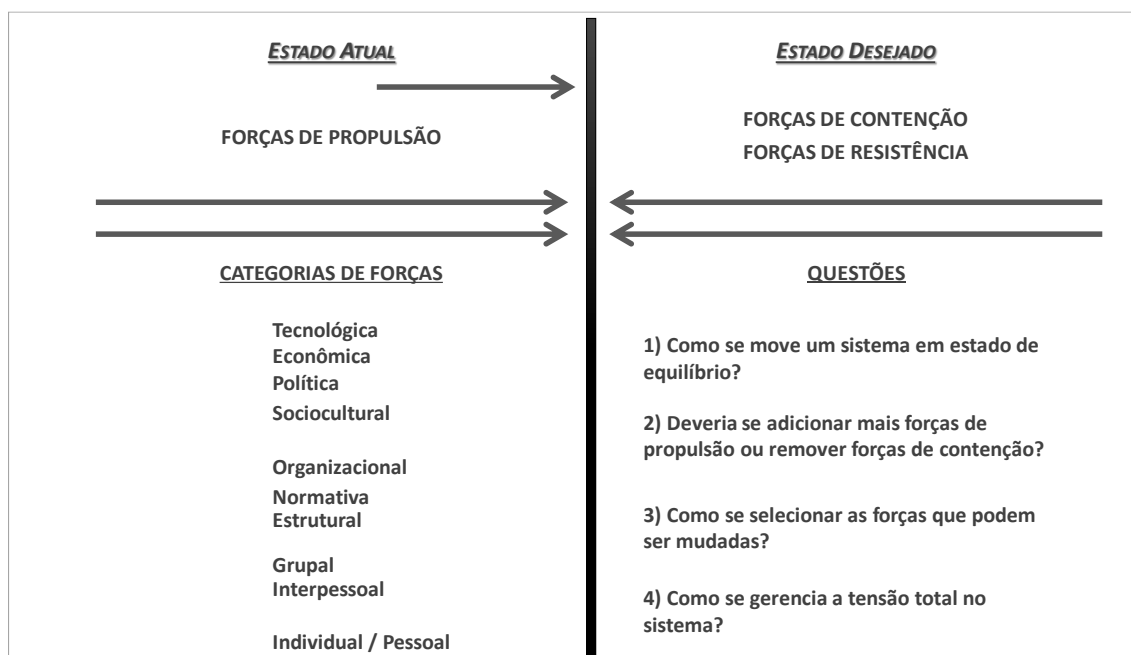 ESTADO ATUAL
FORÇAS DE PROPULSÃO
CATEGORIAS DE FORÇAS
Tecnológica
Econômica
Política
Sociocultural
Organizacional
Normativa
Estrutural
Grupal
Interpessoal
Individual / Pessoal
ESTADO DESEJADO
FORÇAS DE CONTENÇÃO
FORÇAS DE RESISTÊNCIA
QUESTÕES
1) Como se move um sistema em estado de
equilíbrio?
2) Deveria se adicionar mais forças de
propulsão ou remover forças de contenção?
3) Como se selecionar as forças que podem
ser mudadas?
4) Como se gerencia a tensão total no
sistema?